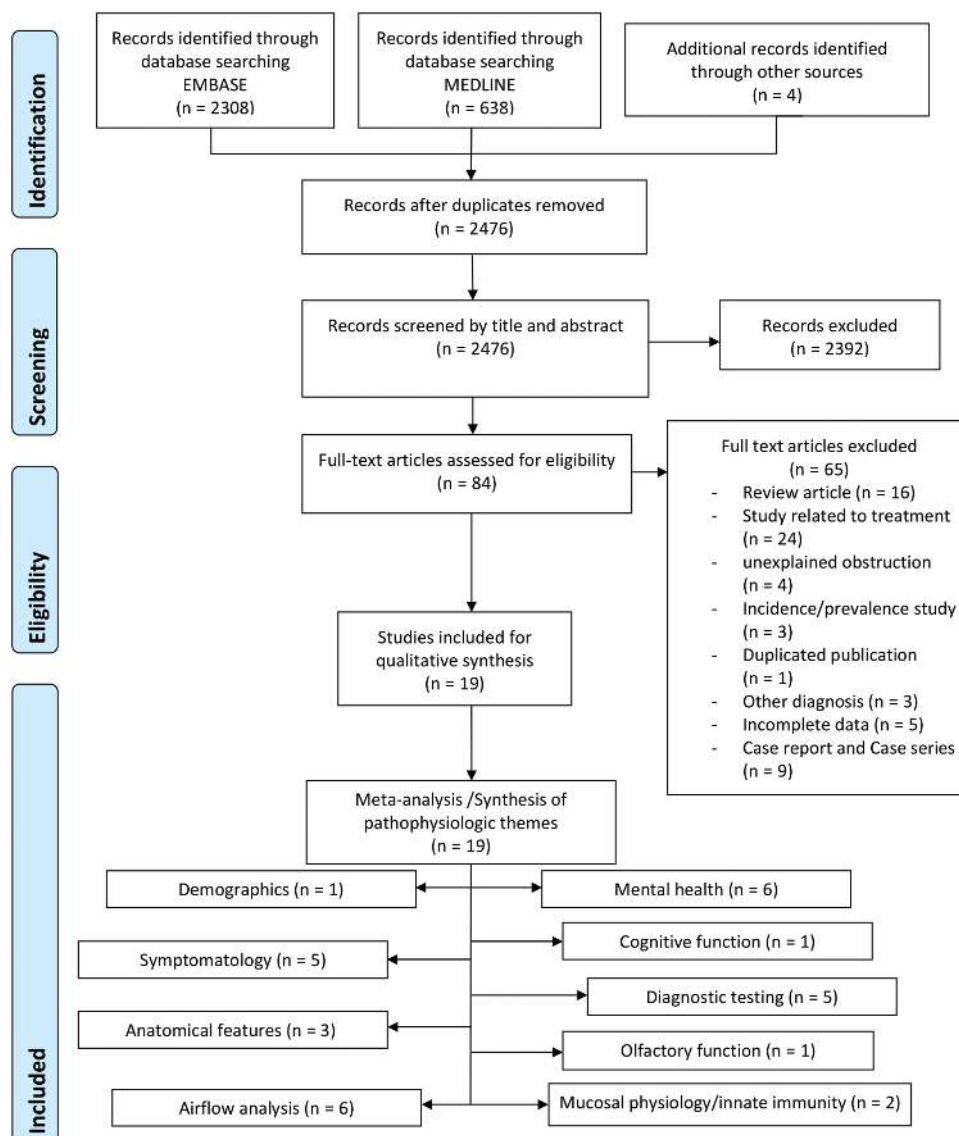 Identification
Records identified through
database searching
EMBASE
(n = 2308)
Records identified through
database searching
MEDLINE
(n = 638)
Additional records identified
through other sources
(n = 4)
Records after duplicates removed
(n = 2476)
Screening
Records screened by title and abstract
(n = 2476)
Records excluded
(n = 2392)
Eligibility
Full-text articles assessed for eligibility
(n = 84)
Full text articles excluded
(n = 65)
- Review article (n = 16)
- Study related to treatment
(n = 24)
- unexplained obstruction
(n = 4)
- Incidence/prevalence study
(n = 3)
- Duplicated publication
(n = 1)
- Other diagnosis (n = 3)
- Incomplete data (n = 5)
- Case report and Case series
(n = 9)
Studies included for
qualitative synthesis
(n = 19)
Included
Meta-analysis /Synthesis of
pathophysiologic themes
(n = 19)
Demographics (n = 1)
Mental health (n = 6)
Cognitive function (n = 1)
Symptomatology (n = 5)
Diagnostic testing (n = 5)
Anatomical features (n = 3)
Olfactory function (n = 1)
Airflow analysis (n = 6)
Mucosal physiology/innate immunity (n = 2)